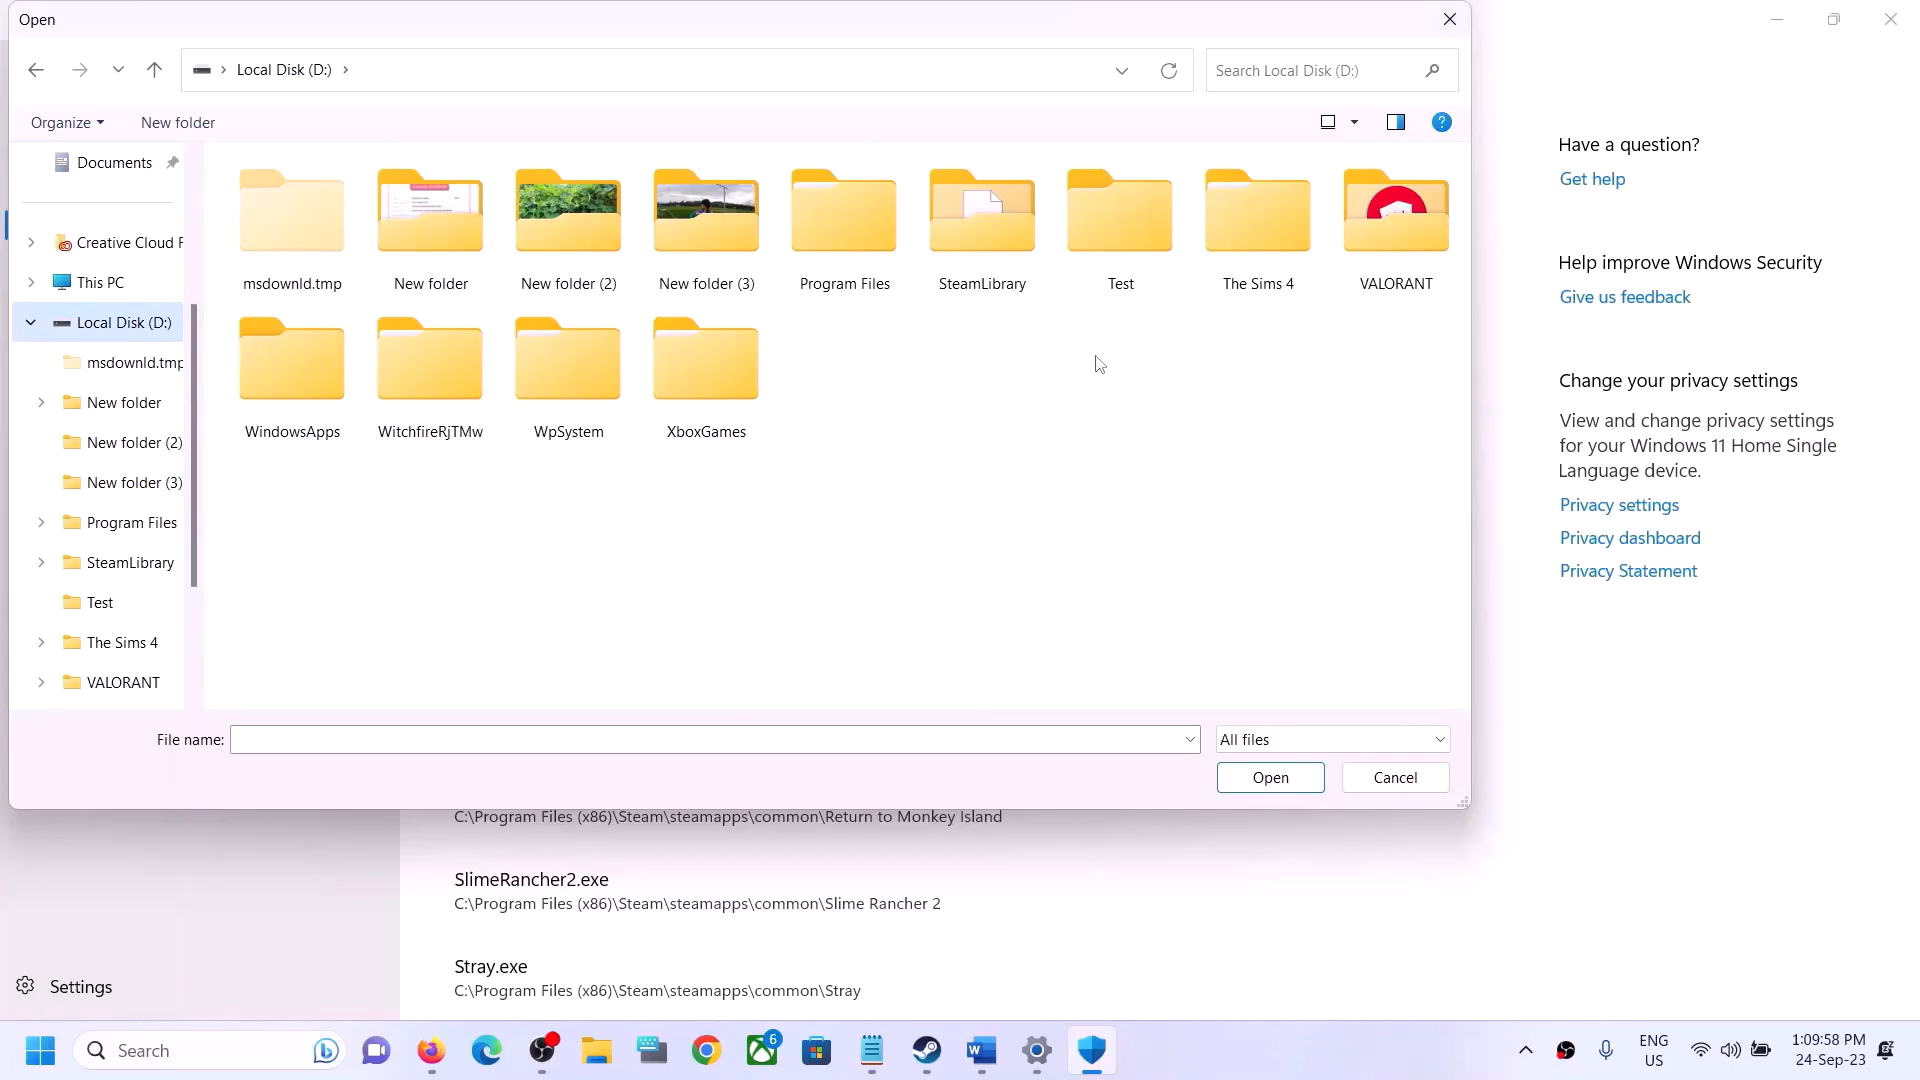 Open
Local Disk (D:)
Search Local Disk (D:)
Organize
New folder
Documents
Creative Cloud F
This PC
Local Disk (D:)
msdownld.tmp
New folder
New folder (2)
New folder (3)
Program Files
SteamLibrary
Test
The Sims 4
VALORANT
msdownld.tmp
New folder
New folder (2)
New folder (3)
Program Files
SteamLibrary
Test
The Sims 4
VALORANT
WindowsApps
WitchfireRjTMw
WpSystem
XboxGames
File name:
All files
Open
Cancel
Have a question?
Get help
Help improve Windows Security
Give us feedback
Change your privacy settings
View and change privacy settings
for your Windows 11 Home Single
Language device.
Privacy settings
Privacy dashboard
Privacy Statement
C:\Program Files (x86)\Steam\steamapps\common\Return to Monkey Island
SlimeRancher2.exe
C:\Program Files (x86)\Steam\steamapps\common\Slime Rancher 2
Stray.exe
C:\Program Files (x86)\Steam\steamapps\common\Stray
Settings
Search
6
ENG
US
1:09:58 PM
24-Sep-23